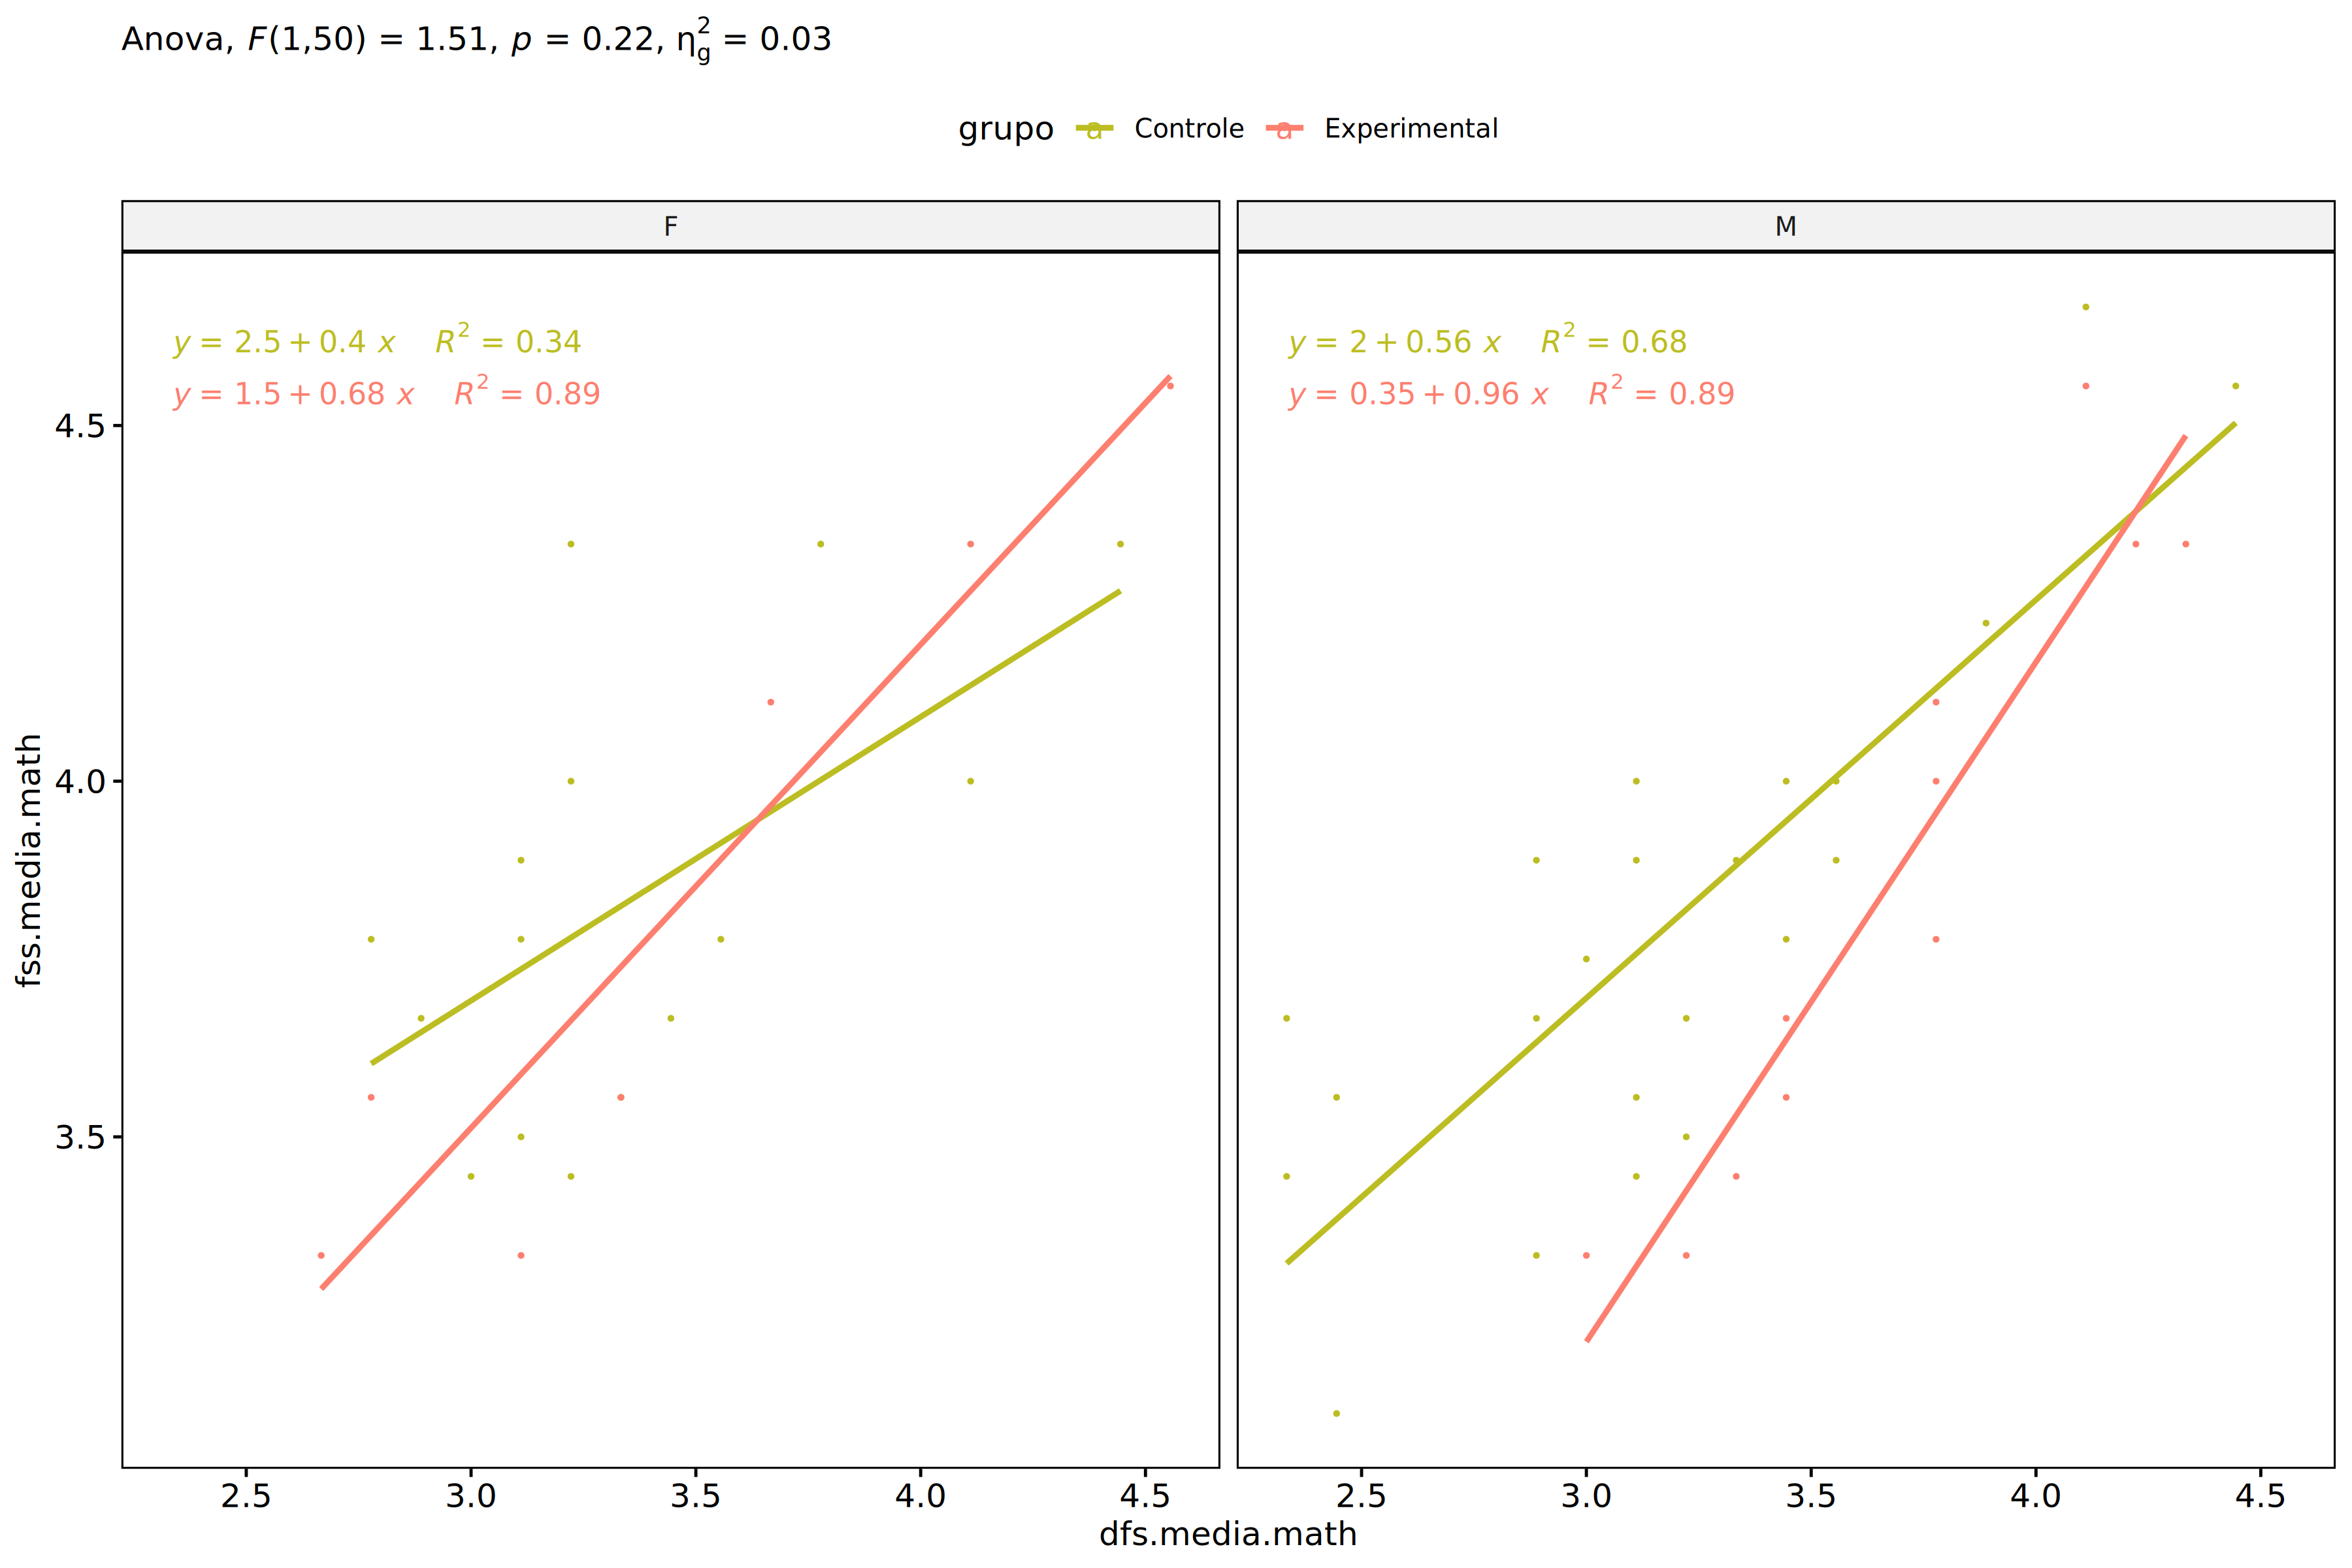 Anova, F(1,50) = 1.51, p = 0.22, η²g = 0.03
grupo a Controle a Experimental
F
M
y = 2.5 + 0.4 x R² = 0.34
y = 1.5 + 0.68 x R² = 0.89
y = 2 + 0.56 x R² = 0.68
y = 0.35 + 0.96 x R² = 0.89
fss.media.math
4.5
4.0
3.5
2.5 3.0 3.5 4.0 4.5
2.5 3.0 3.5 4.0 4.5
dfs.media.math